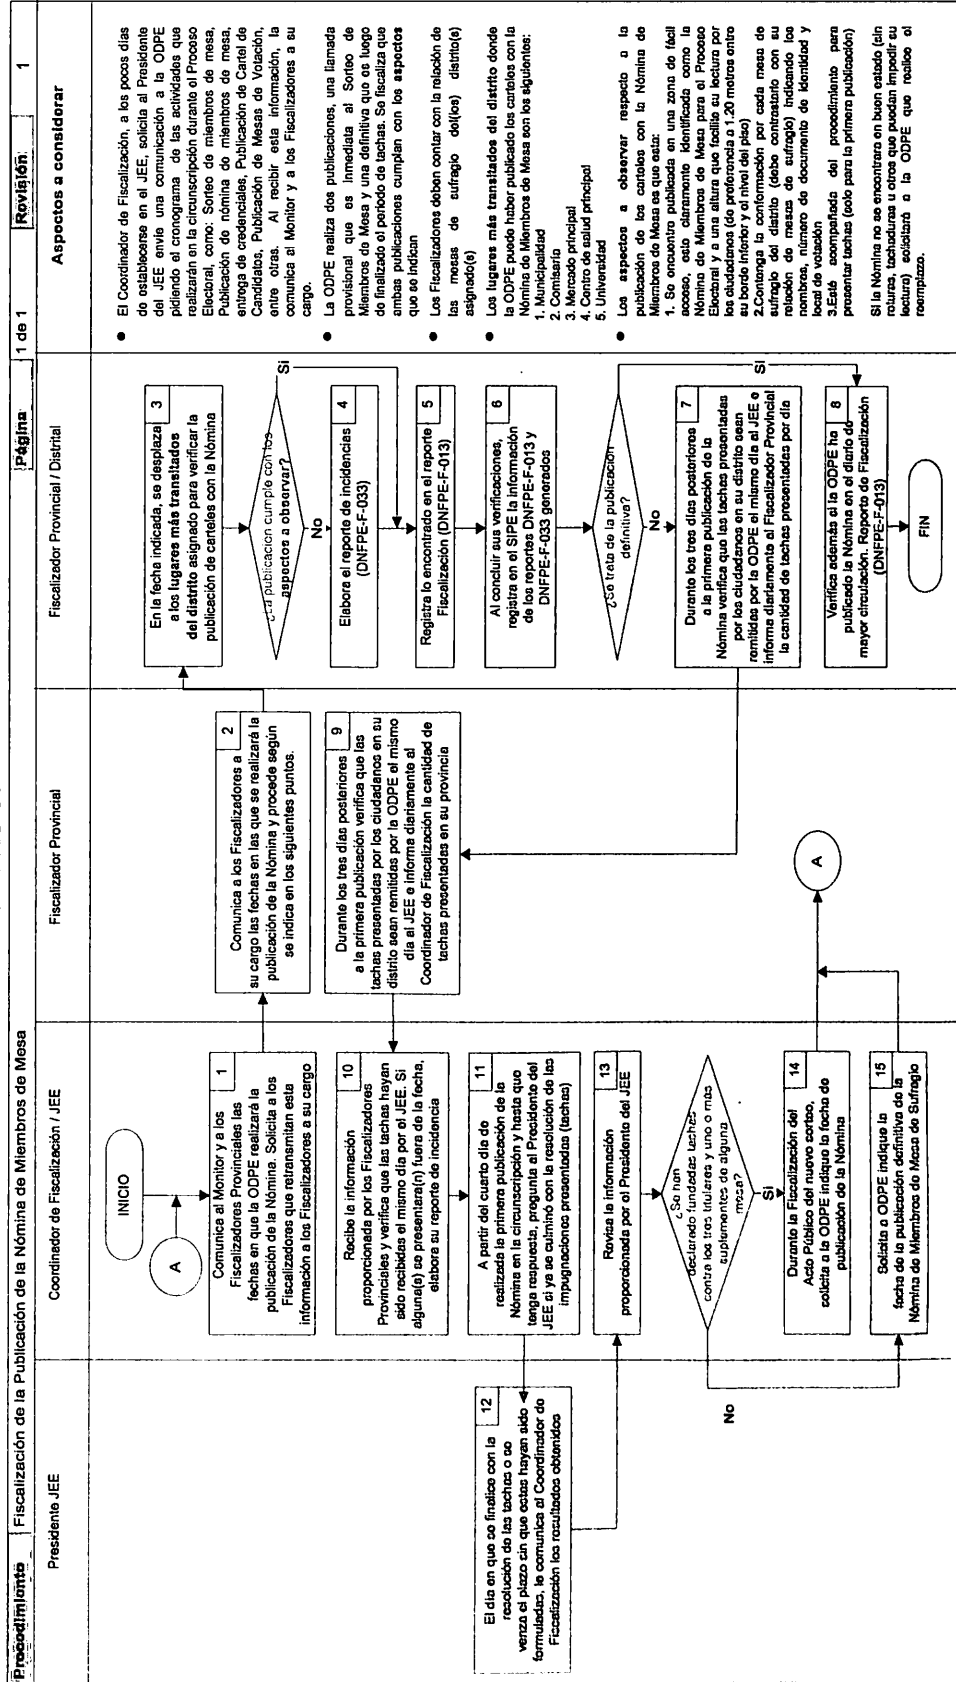 Procedimiento
Fiscalización de la Publicación de la Nómina de Miembros de Mesa
Página
1 de 1
Revisión:
1
Presidente JEE
Coordinador de Fiscalización / JEE
Fiscalizador Provincial
Fiscalizador Provincial / Distrital
Aspectos a considerar
INICIO
A
1
Comunica al Monitor y a los
Fiscalizadores Provinciales las
fechas en que la ODPE realizará la
publicación de la Nómina. Solicita a los
Fiscalizadores que retransmitan esta
información a los Fiscalizadores a su cargo
2
Comunica a los Fiscalizadores a
su cargo las fechas en las que se realizará la
publicación de la Nómina y procede según
se indica en los siguientes puntos.
3
En la fecha indicada, se desplaza
a los lugares más transitados
del distrito asignado para verificar la
publicación de carteles con la Nómina
¿La publicación cumple con los
aspectos a observar?
Si
No
4
Elabora el reporte de incidencias
(DNFPE-F-033)
5
Registra lo encontrado en el reporte
Fiscalización (DNFPE-F-013)
6
Al concluir sus verificaciones,
registra en el SIPE la información
de los reportes DNFPE-F-013 y
DNFPE-F-033 generados
¿Se trata de la publicación
definitiva?
Si
No
7
Durante los tres días posteriores
a la primera publicación de la
Nómina verifica que las tachas presentadas
por los ciudadanos en su distrito sean
remitidas por la ODPE el mismo día al JEE e
informa diariamente al Fiscalizador Provincial
la cantidad de tachas presentadas por día
8
Verifica además si la ODPE ha
publicado la Nómina en el diario de
mayor circulación. Reporte de Fiscalización
(DNFPE-F-013)
FIN
9
Durante los tres días posteriores
a la primera publicación verifica que las
tachas presentadas por los ciudadanos en su
distrito sean remitidas por la ODPE el mismo
día al JEE e informa diariamente al
Coordinador de Fiscalización la cantidad de
tachas presentadas en su provincia
10
Recibe la información
proporcionada por los Fiscalizadores
Provinciales y verifica que las tachas hayan
sido recibidas el mismo día por el JEE. Si
alguna(s) se presentara(n) fuera de la fecha,
elabora su reporte de incidencia
11
A partir del cuarto día de
realizada la primera publicación de la
Nómina en la circunscripción y hasta que
tenga respuesta, pregunta al Presidente del
JEE si ya se culminó con la resolución de las
impugnaciones presentadas (tachas)
12
El día en que se finalice con la
resolución de las tachas o se
venza el plazo sin que estas hayan sido
formuladas, le comunica al Coordinador de
Fiscalización los resultados obtenidos
13
Revisa la información
proporcionada por el Presidente del JEE
¿Se han
declarado fundadas tachas
contra los tres titulares y uno o mas
suplementes de alguna
mesa?
Si
No
14
Durante la Fiscalización del
Acto Público del nuevo sorteo,
solicita a la ODPE indique la fecha de
publicación de la Nómina
15
Solicita a ODPE indique la
fecha de la publicación definitiva de la
Nómina de Miembros de Mesa de Sufragio
A
● El Coordinador de Fiscalización, a los pocos días
de establecerse en el JEE, solicita al Presidente
del JEE envíe una comunicación a la ODPE
pidiendo el cronograma de las actividades que
realizarán en la circunscripción durante el Proceso
Electoral, como: Sorteo de miembros de mesa,
Publicación de nómina de miembros de mesa,
entrega de credenciales, Publicación de Cartel de
Candidatos, Publicación de Mesas de Votación,
entre otras. Al recibir esta información, la
comunica al Monitor y a los Fiscalizadores a su
cargo.
● La ODPE realiza dos publicaciones, una llamada
provisional que es inmediata al Sorteo de
Miembros de Mesa y una definitiva que es luego
de finalizado el periodo de tachas. Se fiscaliza que
ambas publicaciones cumplan con los aspectos
que se indican
● Los Fiscalizadores deben contar con la relación de
las mesas de sufragio del(los) distrito(s)
asignado(s)
● Los lugares más transitados del distrito donde
la ODPE puede haber publicado los carteles con la
Nómina de Miembros de Mesa son los siguientes:
1. Municipalidad
2. Comisaría
3. Mercado principal
4. Centro de salud principal
5. Universidad
● Los aspectos a observar respecto a la
publicación de los carteles con la Nómina de
Miembros de Mesa es que esta:
1. Se encuentre publicada en una zona de fácil
acceso, este claramente identificada como la
Nómina de Miembros de Mesa para el Proceso
Electoral y a una altura que facilite su lectura por
los ciudadanos (de preferencia a 1.20 metros entre
su borde inferior y el nivel del piso)
2.Contenga la conformación por cada mesa de
sufragio del distrito (debe contrastarlo con su
relación de mesas de sufragio) indicando los
nombres, número de documento de identidad y
local de votación
3.Esté acompañada del procedimiento para
presentar tachas (solo para la primera publicación)
Si la Nómina no se encontrara en buen estado (sin
roturas, tachaduras u otros que puedan impedir su
lectura) solicitará a la ODPE que realice el
reemplazo.